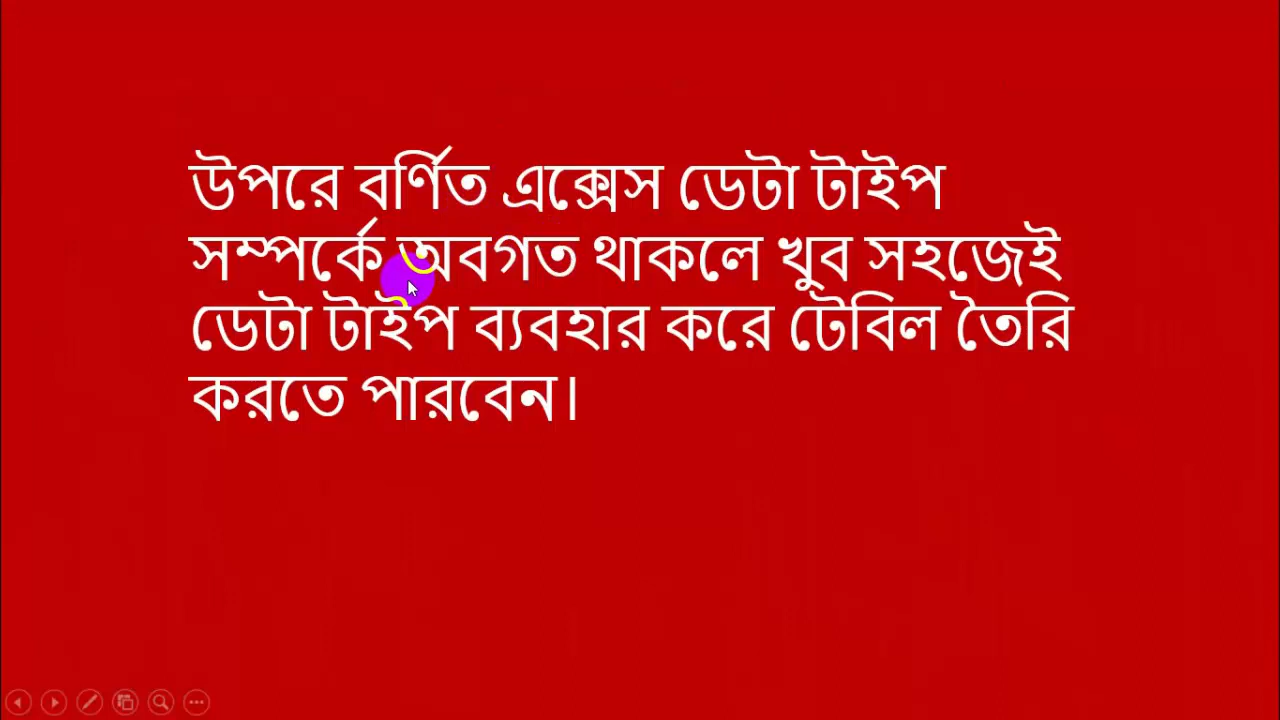 উপরে বর্ণিত এক্সেস ডেটা টাইপ
সম্পর্কে অবগত থাকলে খুব সহজেই
ডেটা টাইপ ব্যবহার করে টেবিল তৈরি
করতে পারবেন।